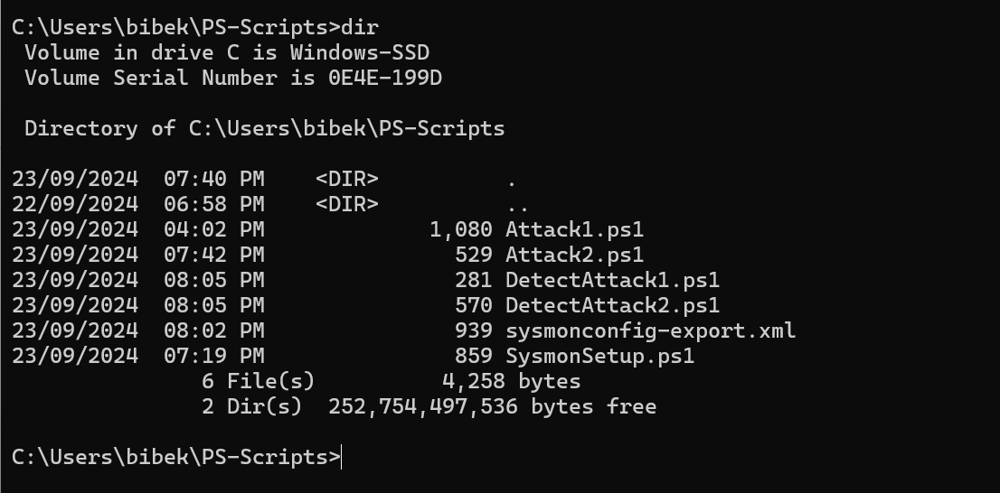 C:\Users\bibek\PS-Scripts>dir
 Volume in drive C is Windows-SSD
 Volume Serial Number is 0E4E-199D

 Directory of C:\Users\bibek\PS-Scripts

23/09/2024  07:40 PM    <DIR>          .
22/09/2024  06:58 PM    <DIR>          ..
23/09/2024  04:02 PM             1,080 Attack1.ps1
23/09/2024  07:42 PM               529 Attack2.ps1
23/09/2024  08:05 PM               281 DetectAttack1.ps1
23/09/2024  08:05 PM               570 DetectAttack2.ps1
23/09/2024  08:02 PM               939 sysmonconfig-export.xml
23/09/2024  07:19 PM               859 SysmonSetup.ps1
               6 File(s)          4,258 bytes
               2 Dir(s)  252,754,497,536 bytes free

C:\Users\bibek\PS-Scripts>